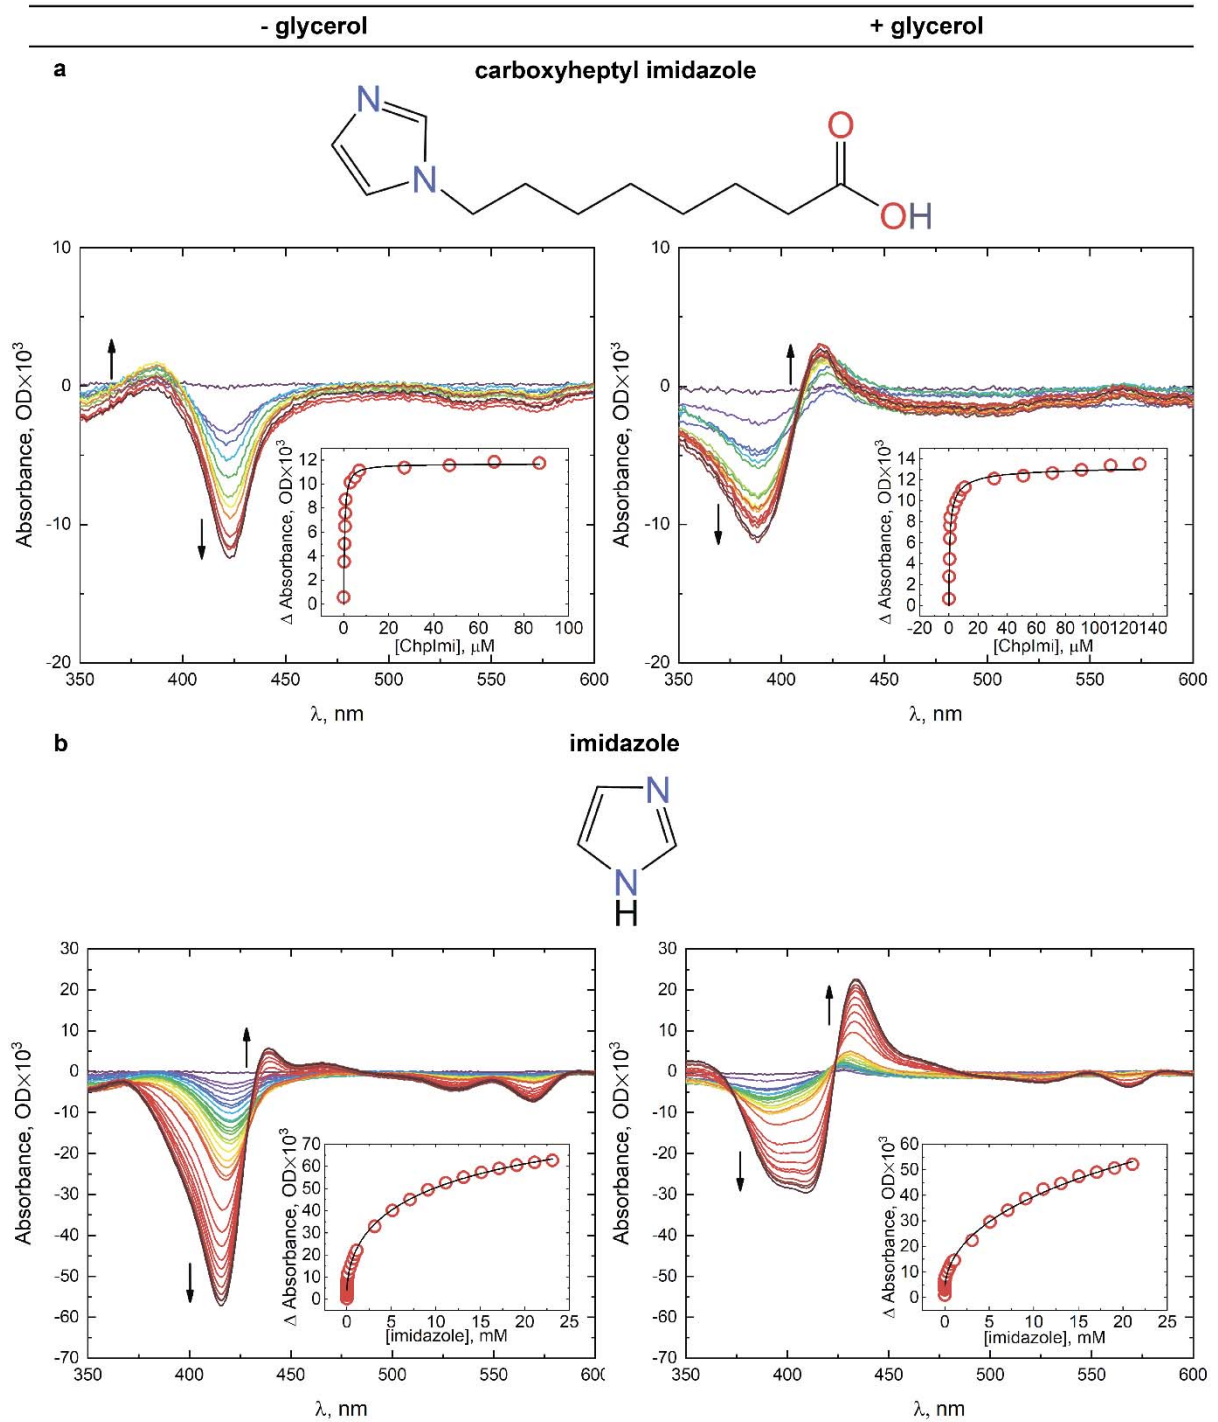 - glycerol + glycerol
a carboxyheptyl imidazole
N
N
O
OH
10
0
-10
-20
Absorbance, OD×10³
350 400 450 500 550 600
λ, nm
Δ Absorbance, OD×10³
12
10
8
6
4
2
0
0 20 40 60 80 100
[ChpImi], µM
10
0
-10
-20
Absorbance, OD×10³
350 400 450 500 550 600
λ, nm
Δ Absorbance, OD×10³
14
12
10
8
6
4
2
0
-20 0 20 40 60 80 100120140
[ChpImi], µM
b imidazole
N
N
H
30
20
10
0
-10
-20
-30
-40
-50
-60
-70
Absorbance, OD×10³
350 400 450 500 550 600
λ, nm
Δ Absorbance, OD×10³
70
60
50
40
30
20
10
0
0 5 10 15 20 25
[imidazole], mM
30
20
10
0
-10
-20
-30
-40
-50
-60
-70
Absorbance, OD×10³
350 400 450 500 550 600
λ, nm
Δ Absorbance, OD×10³
60
50
40
30
20
10
0
0 5 10 15 20 25
[imidazole], mM